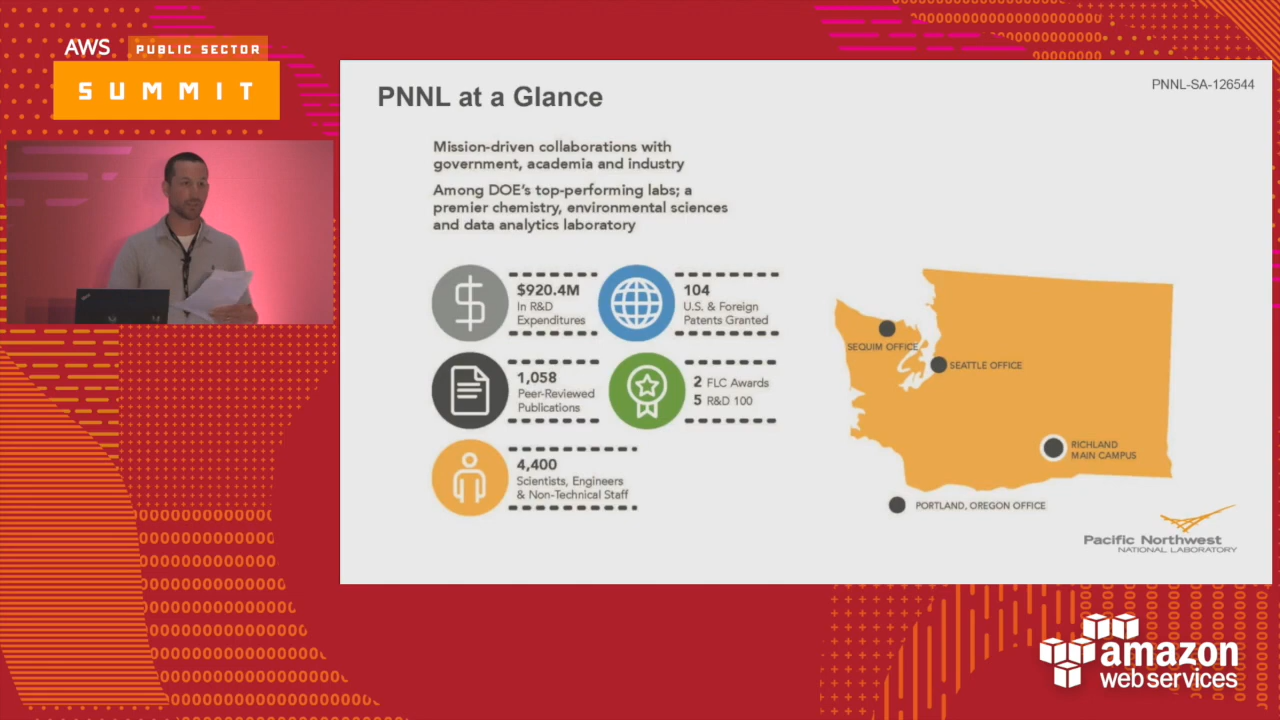 AWS PUBLIC SECTOR
SUMMIT
PNNL-SA-126544
PNNL at a Glance
Mission-driven collaborations with
government, academia and industry
Among DOE's top-performing labs; a
premier chemistry, environmental sciences
and data analytics laboratory
$920.4M
In R&D
Expenditures
104
U.S. & Foreign
Patents Granted
1,058
Peer-Reviewed
Publications
2 FLC Awards
5 R&D 100
4,400
Scientists, Engineers
& Non-Technical Staff
SEQUIM OFFICE
SEATTLE OFFICE
RICHLAND
MAIN CAMPUS
PORTLAND, OREGON OFFICE
Pacific Northwest
NATIONAL LABORATORY
amazon
web services